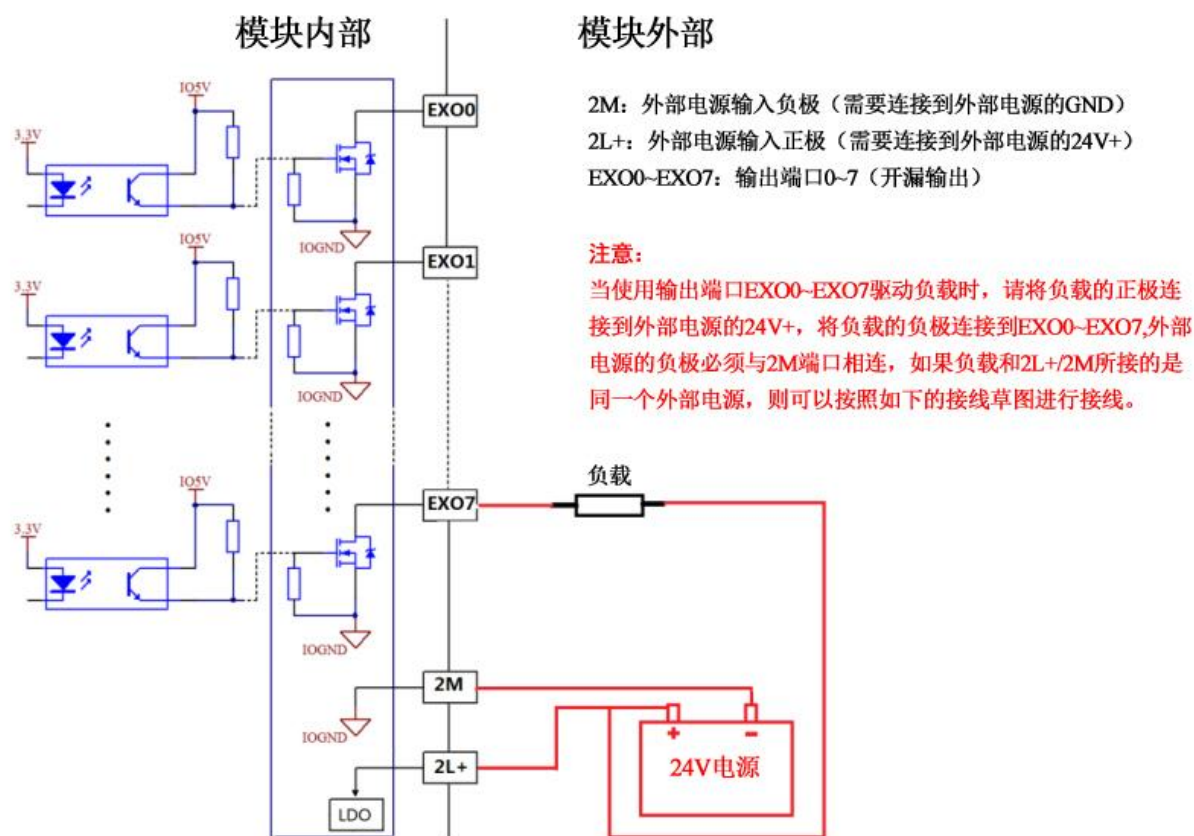 模块内部
模块外部
2M：外部电源输入负极（需要连接到外部电源的GND）
2L+：外部电源输入正极（需要连接到外部电源的24V+）
EXO0~EXO7：输出端口0~7（开漏输出）
注意：
当使用输出端口EXO0~EXO7驱动负载时，请将负载的正极连
接到外部电源的24V+，将负载的负极连接到EXO0~EXO7,外部
电源的负极必须与2M端口相连，如果负载和2L+/2M所接的是
同一个外部电源，则可以按照如下的接线草图进行接线。
IO5V
3.3V
EXO0
IOGND
IO5V
3.3V
EXO1
IOGND
IO5V
3.3V
EXO7
负载
IOGND
2M
IOGND
2L+
LDO
+
−
24V电源